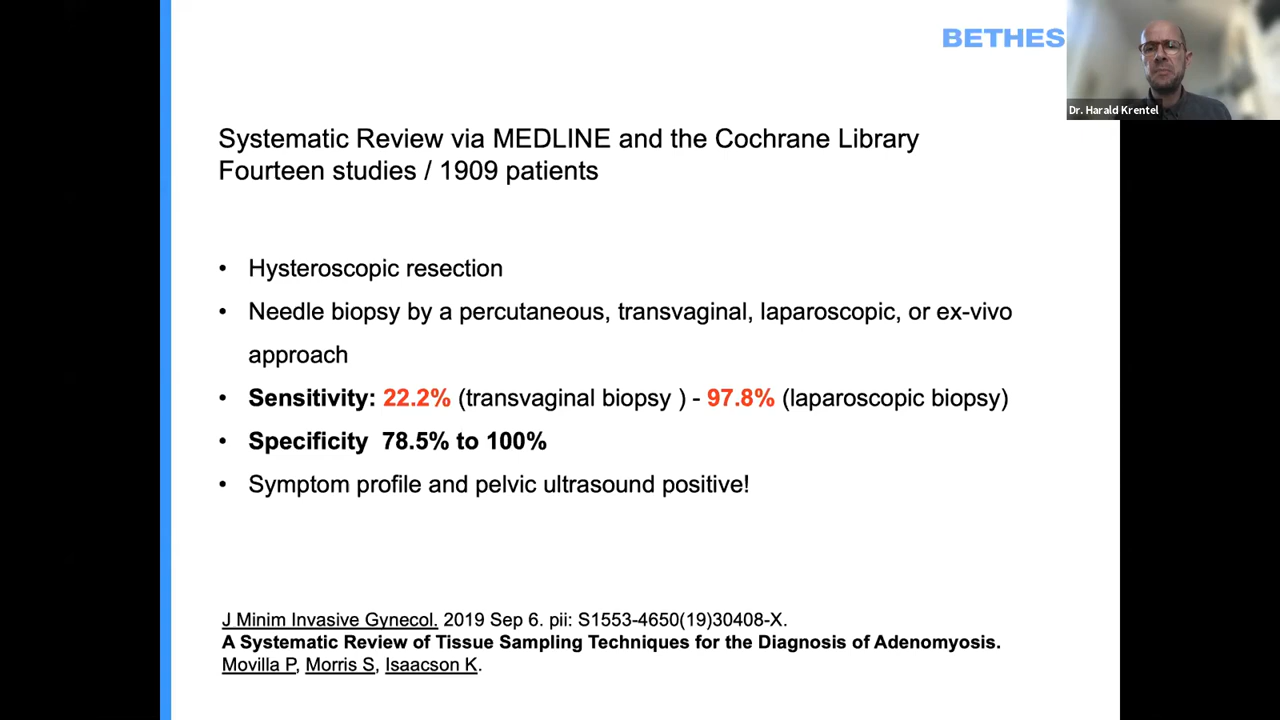 BETHES
Dr. Harald Krentel
Systematic Review via MEDLINE and the Cochrane Library
Fourteen studies / 1909 patients
• Hysteroscopic resection
• Needle biopsy by a percutaneous, transvaginal, laparoscopic, or ex-vivo
approach
• Sensitivity: 22.2% (transvaginal biopsy ) - 97.8% (laparoscopic biopsy)
• Specificity 78.5% to 100%
• Symptom profile and pelvic ultrasound positive!
J Minim Invasive Gynecol. 2019 Sep 6. pii: S1553-4650(19)30408-X.
A Systematic Review of Tissue Sampling Techniques for the Diagnosis of Adenomyosis.
Movilla P, Morris S, Isaacson K.